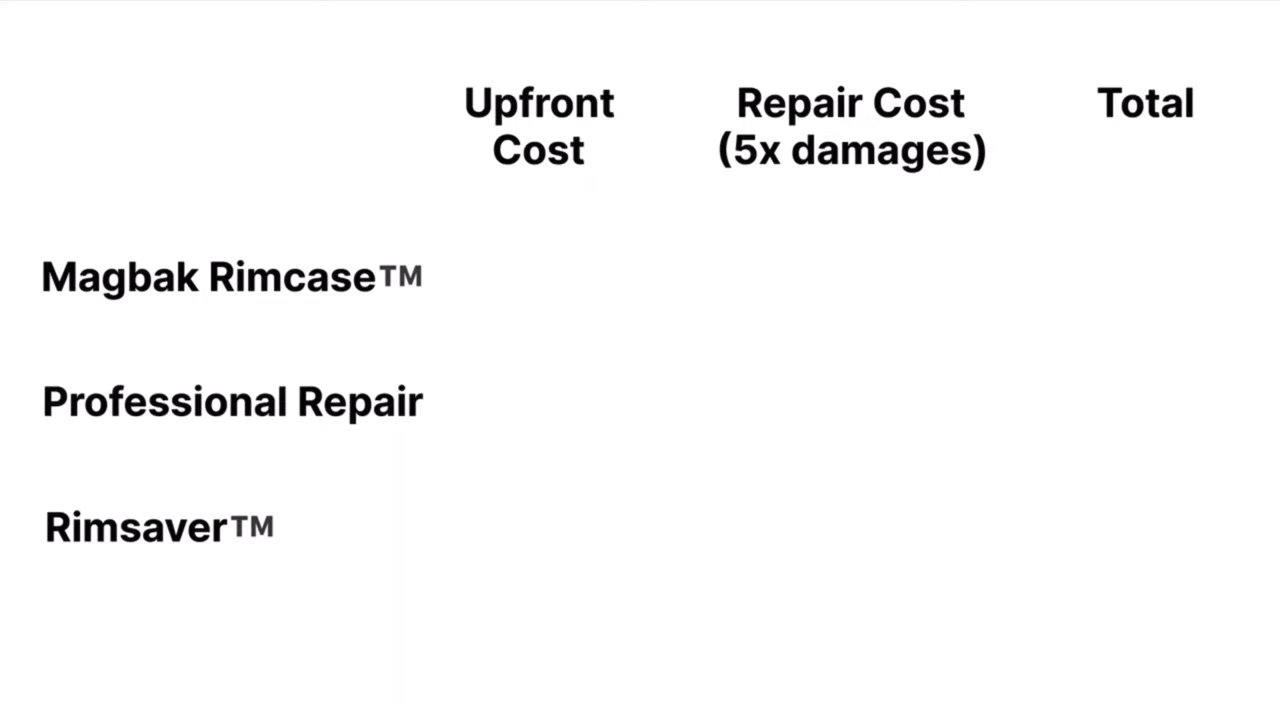 Upfront
Cost
Repair Cost
(5x damages)
Total
Magbak Rimcase™
Professional Repair
Rimsaver™